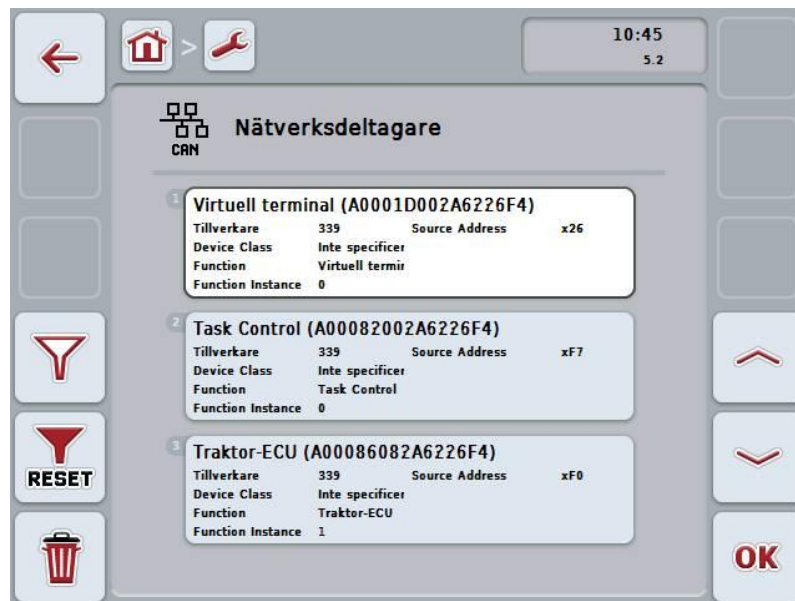 10:45
>
5.2
CAN
Nätverksdeltagare
1
Virtuell terminal (A0001D002A6226F4)
Tillverkare 339 Source Address x26
Device Class Inte specificer
Function Virtuell termir
Function Instance 0
2
Task Control (A00082002A6226F4)
Tillverkare 339 Source Address xF7
Device Class Inte specificer
Function Task Control
Function Instance 0
3
Traktor-ECU (A00086082A6226F4)
Tillverkare 339 Source Address xF0
Device Class Inte specificer
Function Traktor-ECU
Function Instance 1
RESET
OK